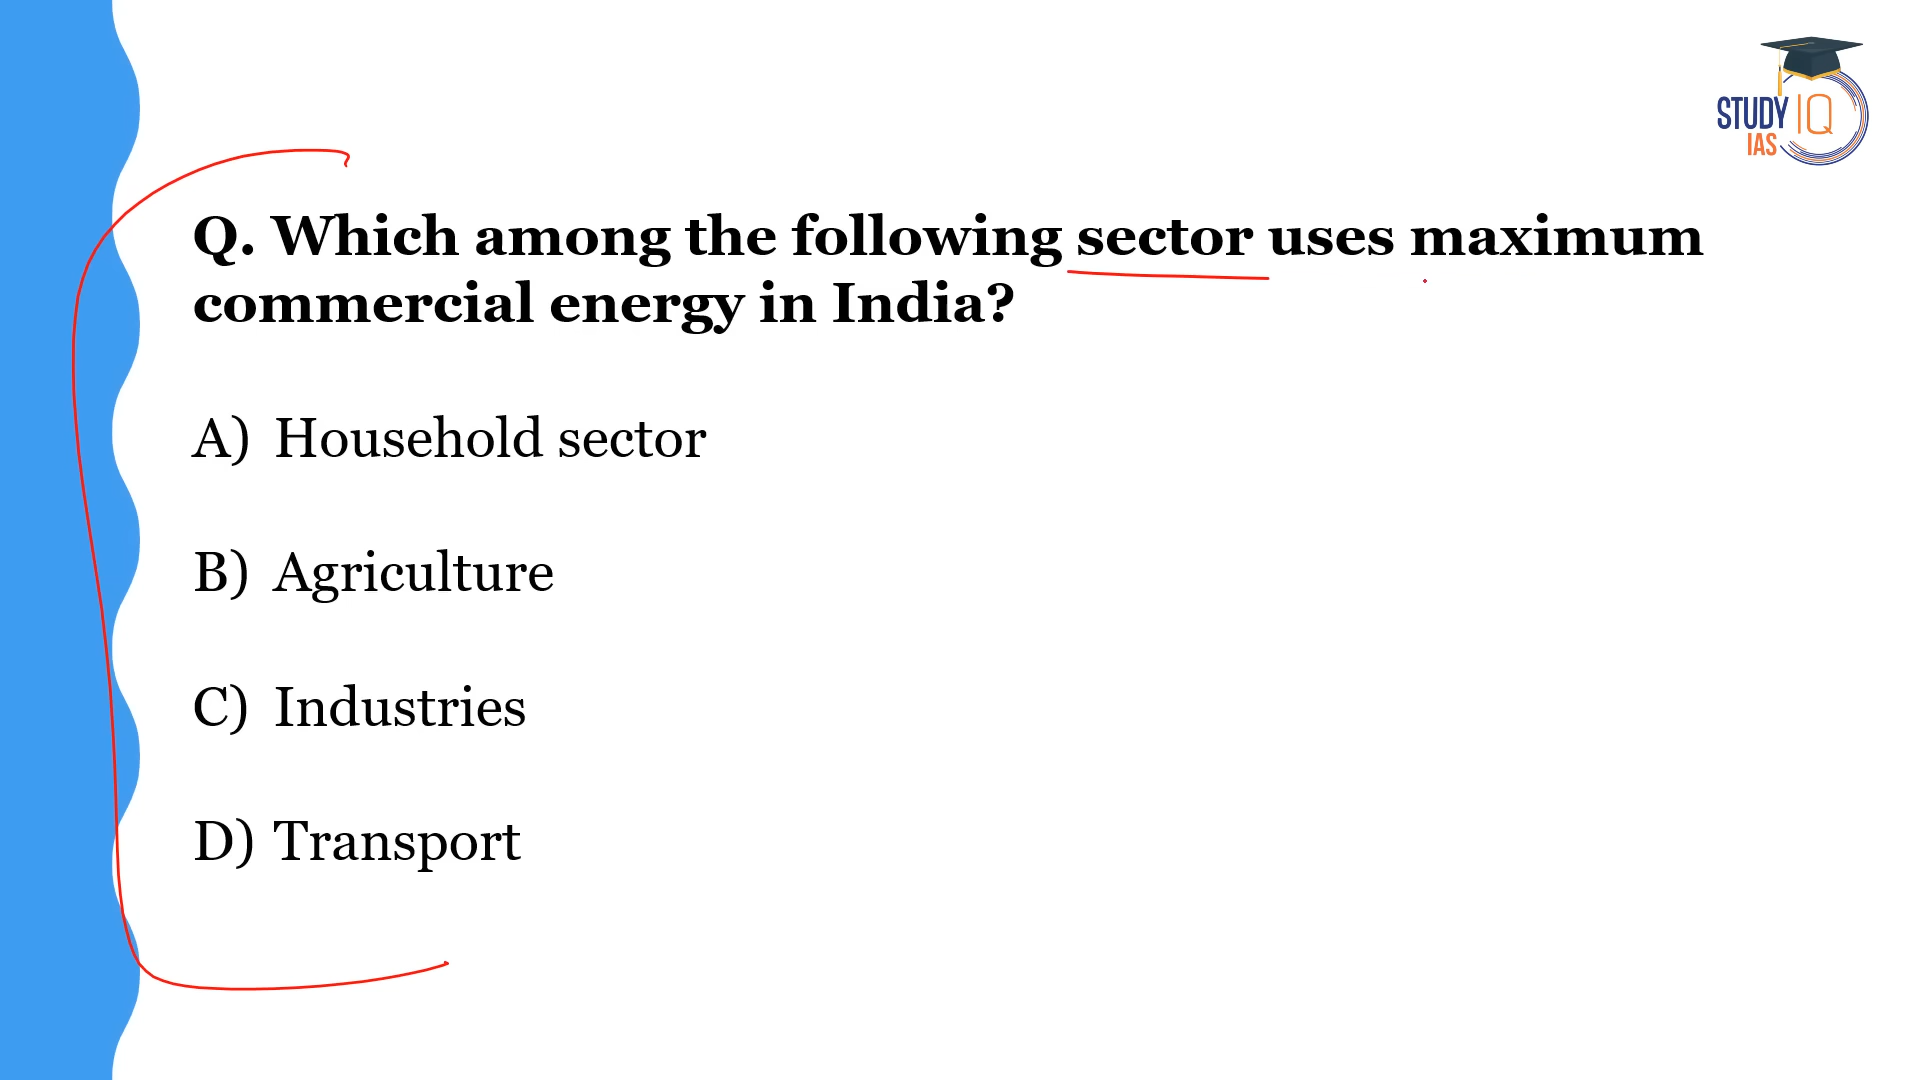 STUDY IQ
IAS
Q. Which among the following sector uses maximum
commercial energy in India?
A) Household sector
B) Agriculture
C) Industries
D) Transport